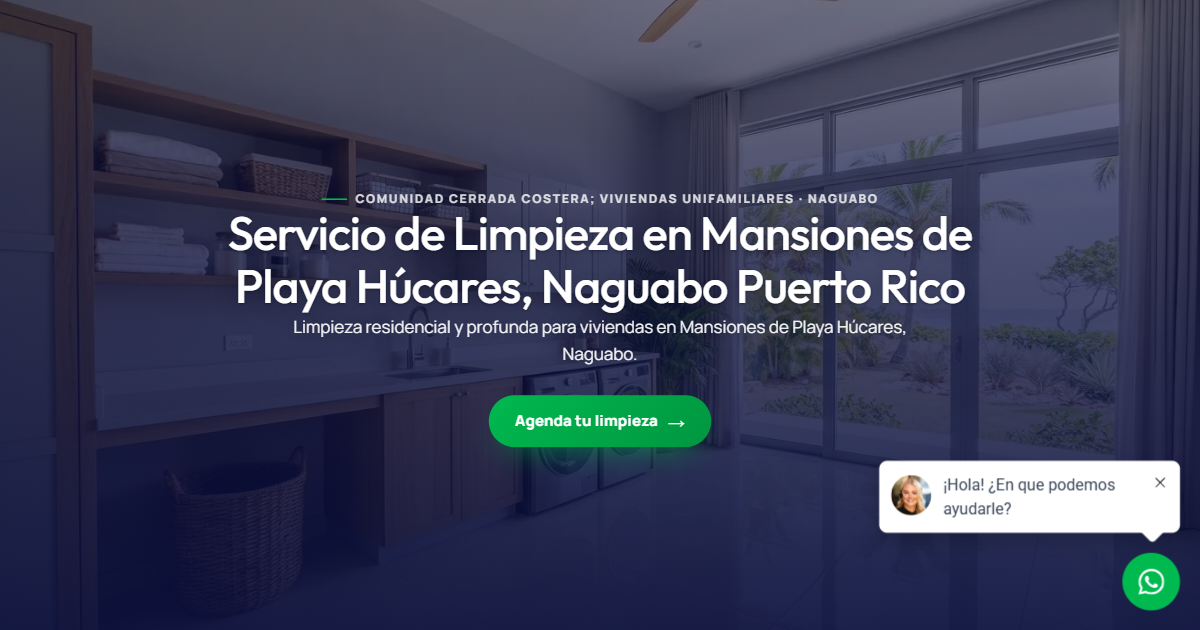 COMUNIDAD CERRADA COSTERA; VIVIENDAS UNIFAMILIARES · NAGUABO
Servicio de Limpieza en Mansiones de
Playa Húcares, Naguabo Puerto Rico
Limpieza residencial y profunda para viviendas en Mansiones de Playa Húcares,
Naguabo.
Agenda tu limpieza →
¡Hola! ¿En que podemos
ayudarle?